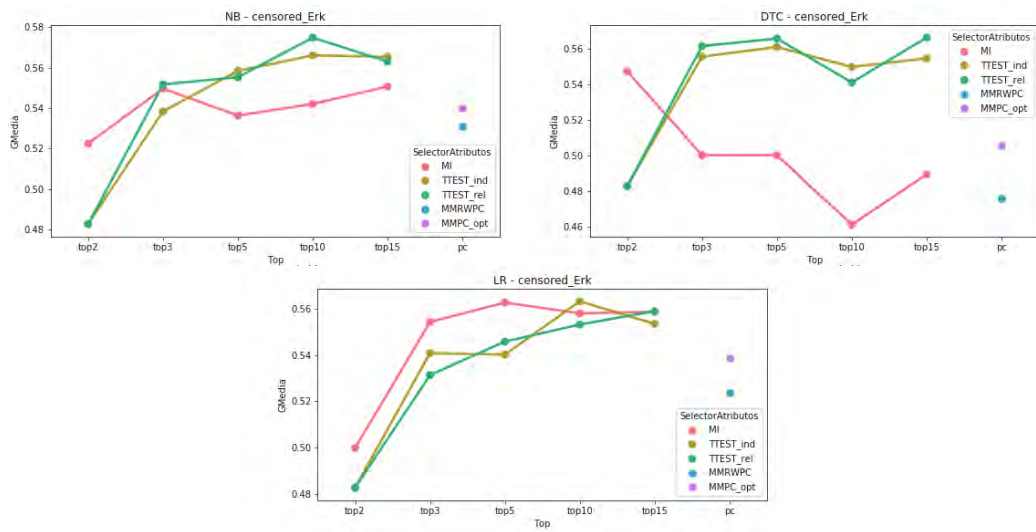 NB - censored_Erk
0.58
0.56
0.54
0.52
0.50
0.48
GMedia
SelectorAtributos
MI
TTEST_ind
TTEST_rel
MMRWPC
MMPC_opt
top2 top3 top5 top10 top15 pc
Top
DTC - censored_Erk
0.56
0.54
0.52
0.50
0.48
0.46
GMedia
SelectorAtributos
MI
TTEST_ind
TTEST_rel
MMRWPC
MMPC_opt
top2 top3 top5 top10 top15 pc
Top
LR - censored_Erk
0.56
0.54
0.52
0.50
0.48
GMedia
SelectorAtributos
MI
TTEST_ind
TTEST_rel
MMRWPC
MMPC_opt
top2 top3 top5 top10 top15 pc
Top